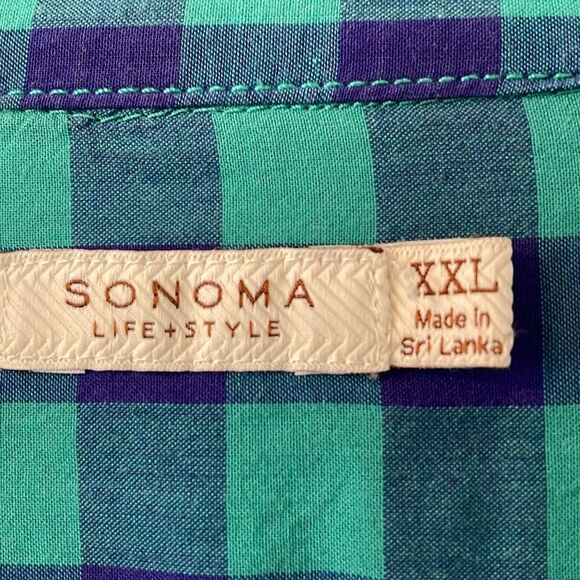 SONOMA
LIFE+STYLE
XXL
Made In
Sri Lanka